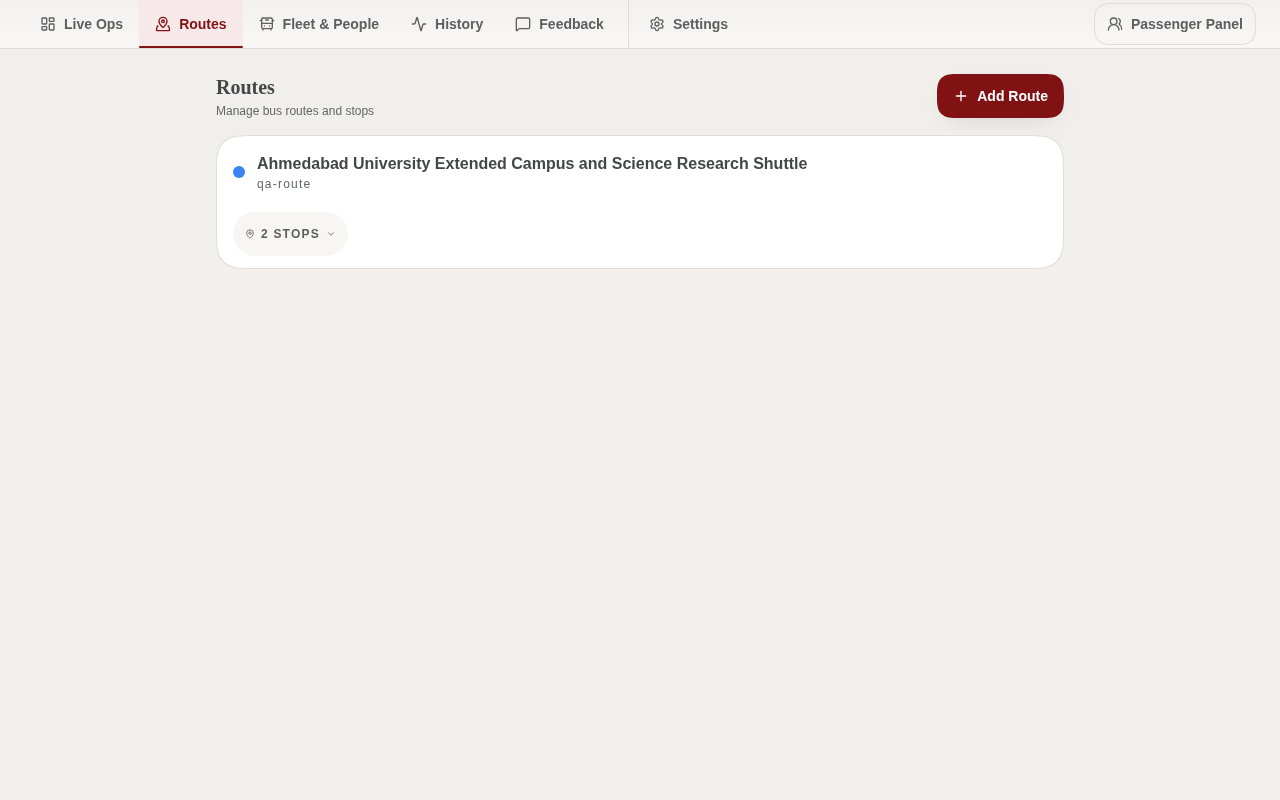 Live Ops
Routes
Fleet & People
History
Feedback
Settings
Passenger Panel
Routes
Manage bus routes and stops
Add Route
Ahmedabad University Extended Campus and Science Research Shuttle
qa-route
2 STOPS